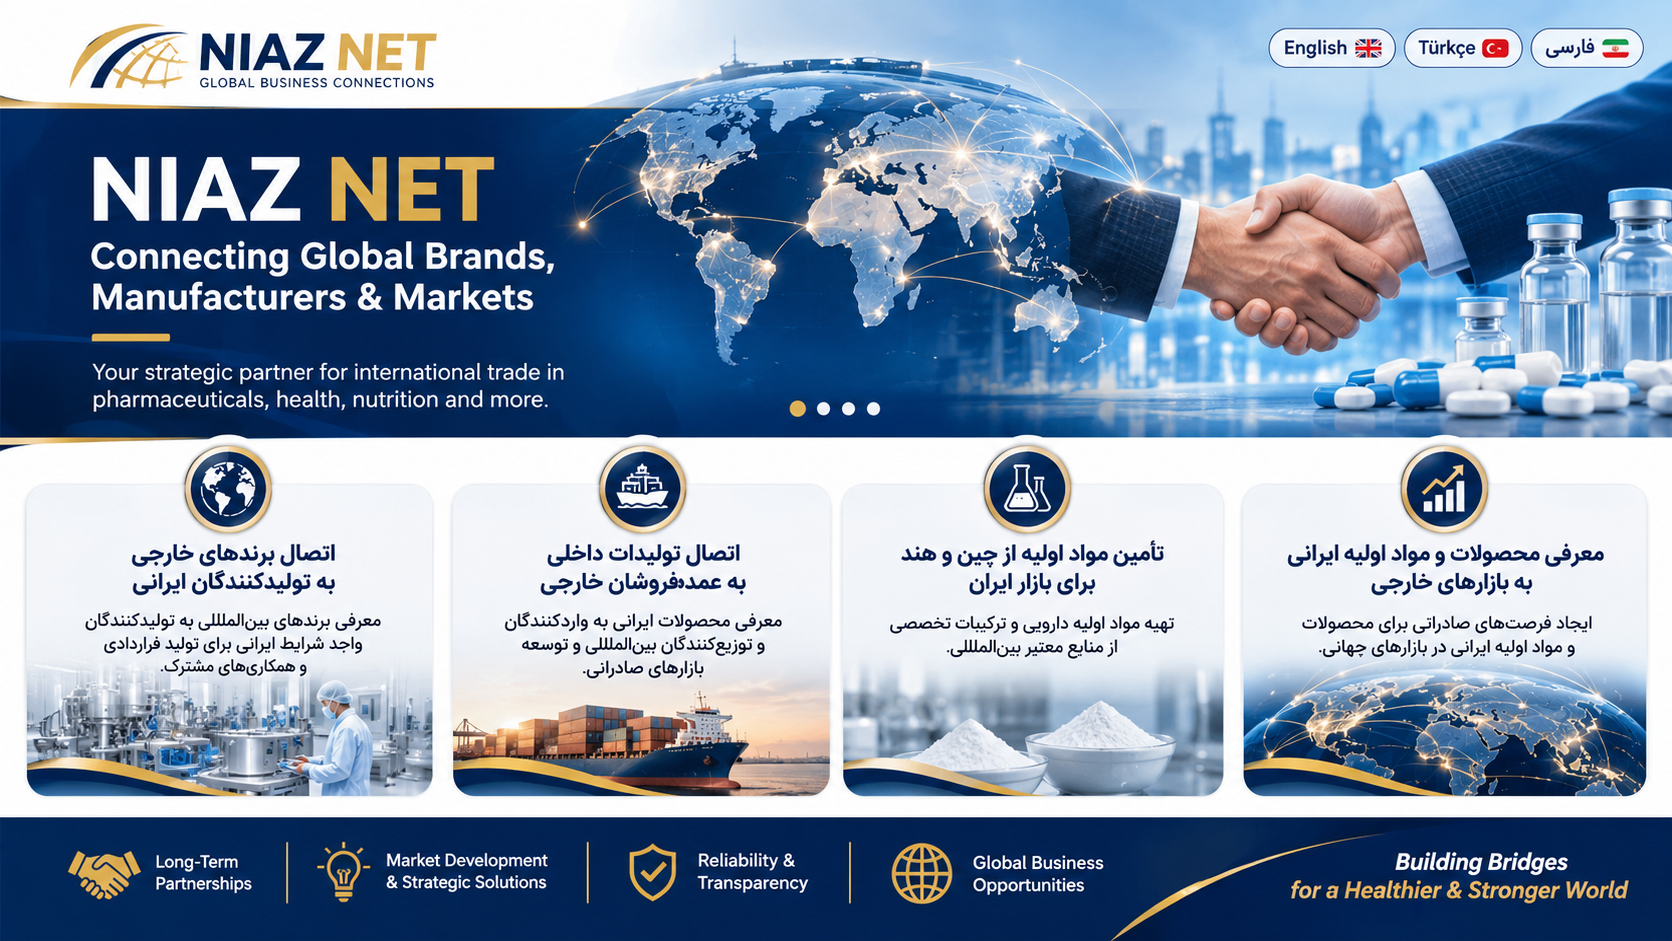 NIAZ NET
GLOBAL BUSINESS CONNECTIONS
English
Türkçe
فارسی
NIAZ NET
Connecting Global Brands,
Manufacturers & Markets
Your strategic partner for international trade in
pharmaceuticals, health, nutrition and more.
اتصال برندهای خارجی
به تولیدکنندگان ایرانی
معرفی برندهای بین‌المللی به تولیدکنندگان
واجد شرایط ایرانی برای تولید قراردادی
و همکاری‌های مشترک.
اتصال تولیدات داخلی
به عمده‌فروشان خارجی
معرفی محصولات ایرانی به واردکنندگان
و توزیع‌کنندگان بین‌المللی و توسعه
بازارهای صادراتی.
تأمین مواد اولیه از چین و هند
برای بازار ایران
تهیه مواد اولیه دارویی و ترکیبات تخصصی
از منابع معتبر بین‌المللی.
معرفی محصولات و مواد اولیه ایرانی
به بازارهای خارجی
ایجاد فرصت‌های صادراتی برای محصولات
و مواد اولیه ایرانی در بازارهای جهانی.
Long-Term
Partnerships
Market Development
& Strategic Solutions
Reliability &
Transparency
Global Business
Opportunities
Building Bridges
for a Healthier & Stronger World